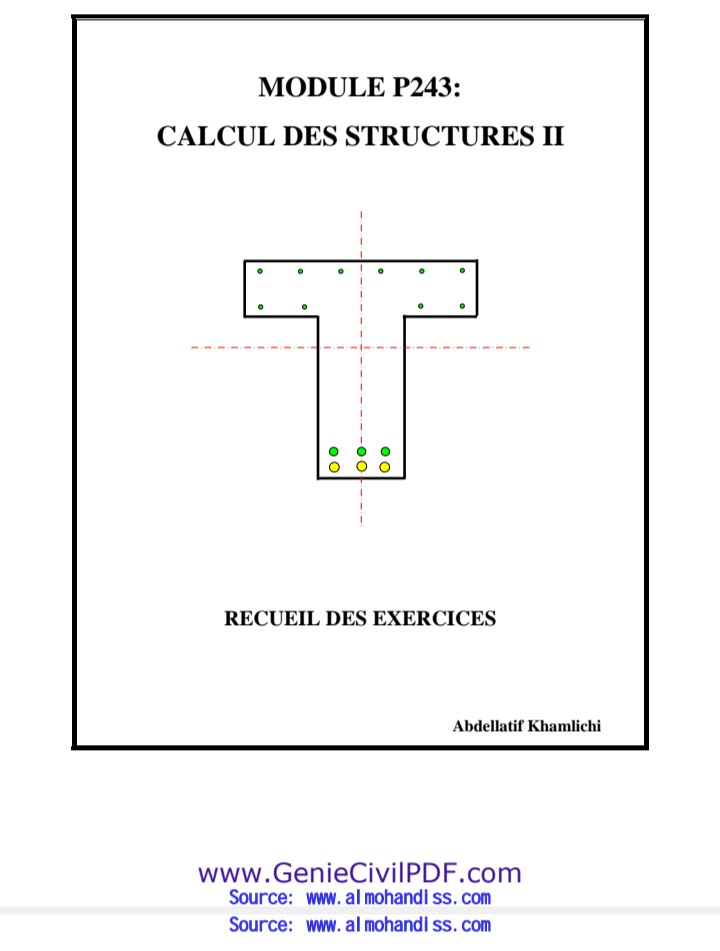 MODULE P243:
CALCUL DES STRUCTURES II
RECUEIL DES EXERCICES
Abdellatif Khamlichi
www.GenieCivilPDF.com
Source: www.almohandiss.com
Source: www.almohandiss.com